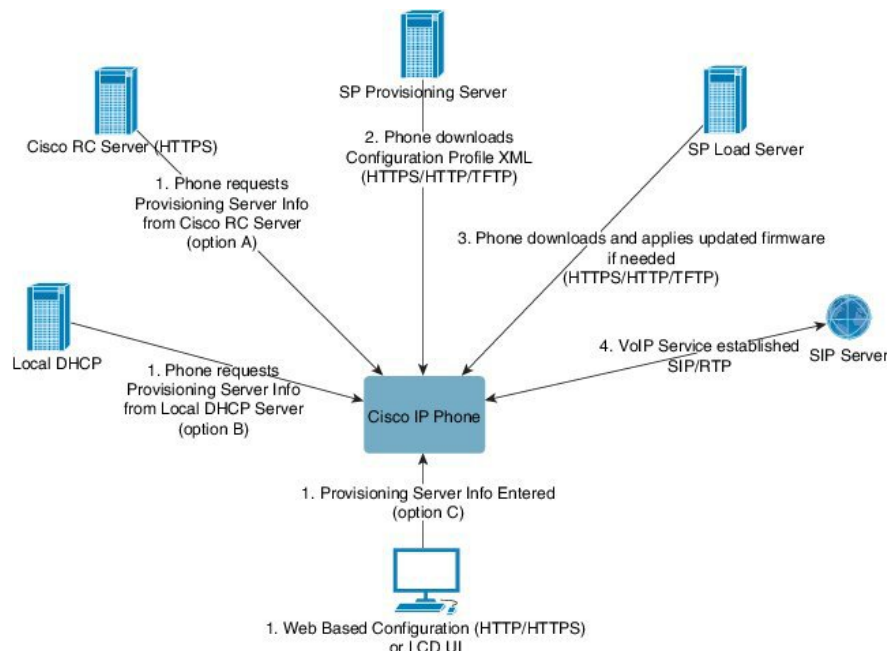 SP Provisioning Server
Cisco RC Server (HTTPS)
SP Load Server
2. Phone downloads
Configuration Profile XML
(HTTPS/HTTP/TFTP)
1. Phone requests
Provisioning Server Info
from Cisco RC Server
(option A)
3. Phone downloads and applies updated firmware
if needed
(HTTPS/HTTP/TFTP)
Local DHCP
SIP Server
1. Phone requests
Provisioning Server Info
from Local DHCP Server
(option B)
4. VoIP Service established
SIP/RTP
Cisco IP Phone
1. Provisioning Server Info Entered
(option C)
1. Web Based Configuration (HTTP/HTTPS)
or LCD UI